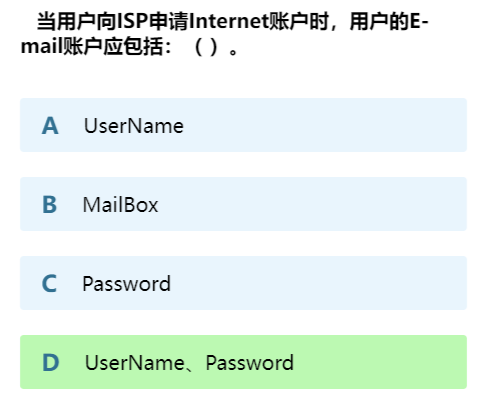 当用户向ISP申请Internet账户时，用户的E-
mail账户应包括：（ ）。
A UserName
B MailBox
C Password
D UserName、Password